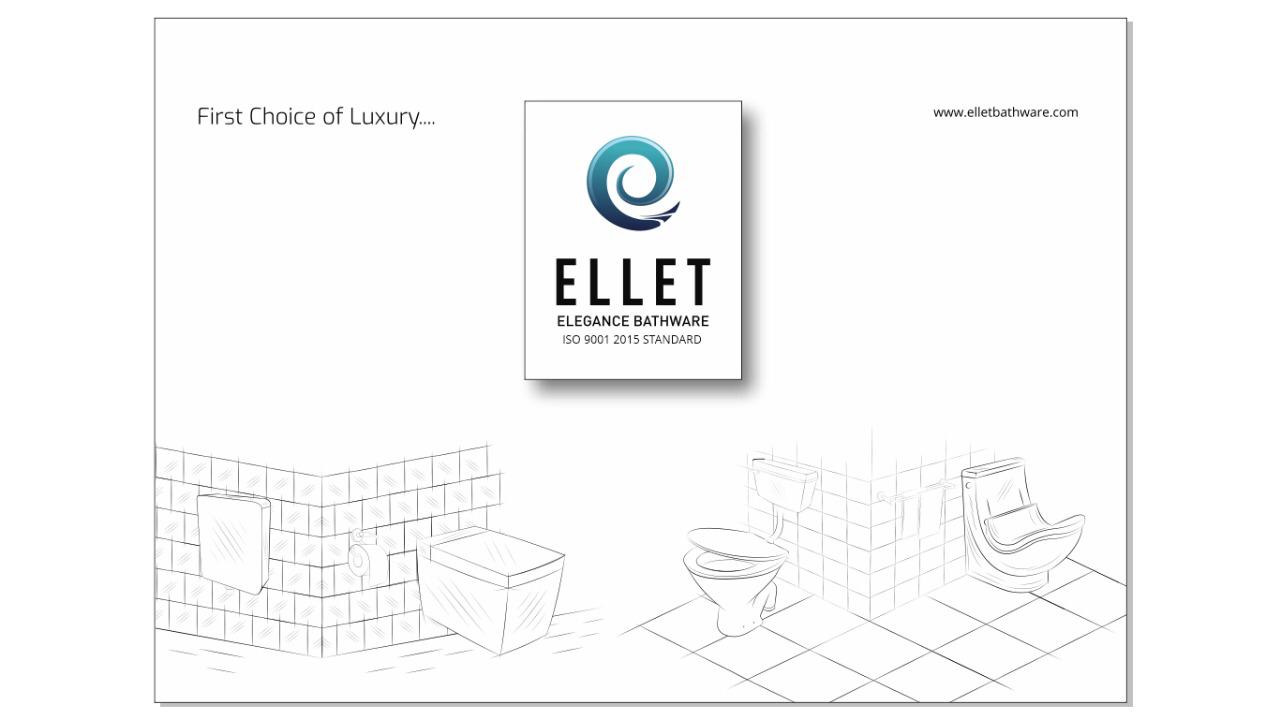 First Choice of Luxury....
www.elletbathware.com
ELLET
ELEGANCE BATHWARE
ISO 9001 2015 STANDARD